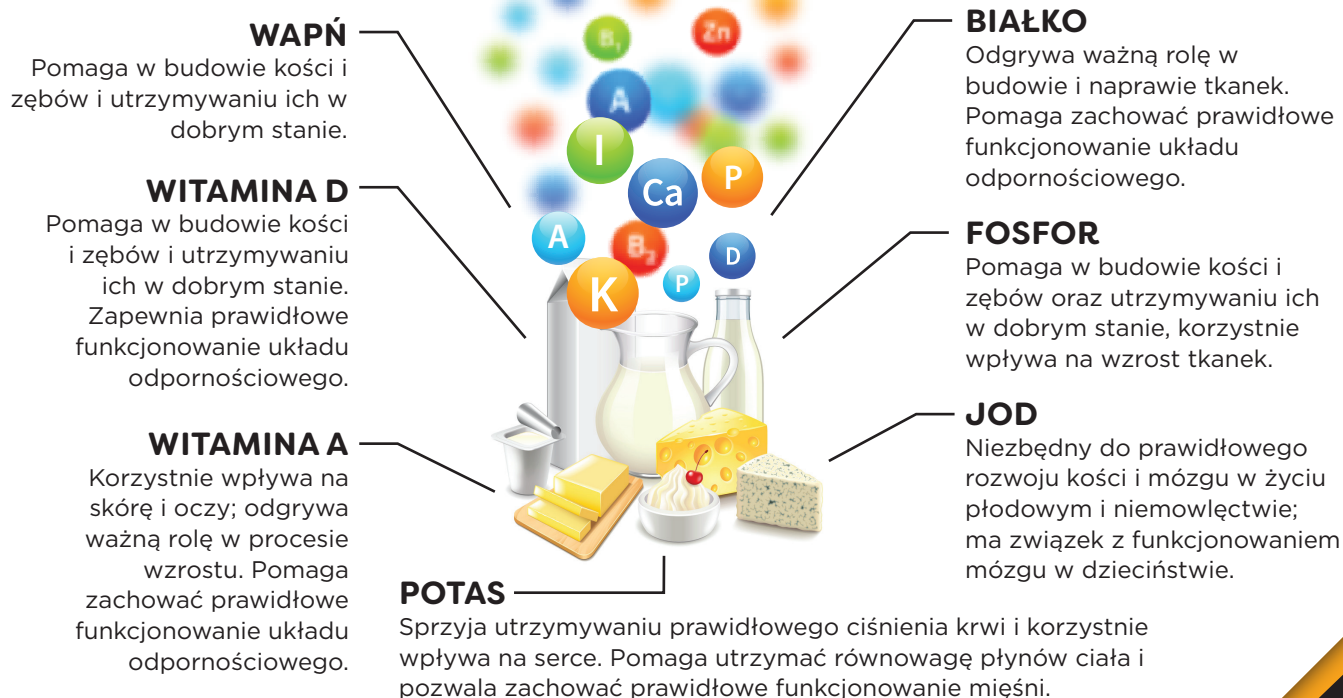 WAPŃ
Pomaga w budowie kości i
zębów i utrzymywaniu ich w
dobrym stanie.
WITAMINA D
Pomaga w budowie kości
i zębów i utrzymywaniu
ich w dobrym stanie.
Zapewnia prawidłowe
funkcjonowanie układu
odpornościowego.
WITAMINA A
Korzystnie wpływa na
skórę i oczy; odgrywa
ważną rolę w procesie
wzrostu. Pomaga
zachować prawidłowe
funkcjonowanie układu
odpornościowego.
B₁
Zn
A
I
Ca
P
A
B₂
D
K
P
BIAŁKO
Odgrywa ważną rolę w
budowie i naprawie tkanek.
Pomaga zachować prawidłowe
funkcjonowanie układu
odpornościowego.
FOSFOR
Pomaga w budowie kości i
zębów oraz utrzymywaniu ich
w dobrym stanie, korzystnie
wpływa na wzrost tkanek.
JOD
Niezbędny do prawidłowego
rozwoju kości i mózgu w życiu
płodowym i niemowlęctwie;
ma związek z funkcjonowaniem
mózgu w dzieciństwie.
POTAS
Sprzyja utrzymywaniu prawidłowego ciśnienia krwi i korzystnie
wpływa na serce. Pomaga utrzymać równowagę płynów ciała i
pozwala zachować prawidłowe funkcjonowanie mięśni.